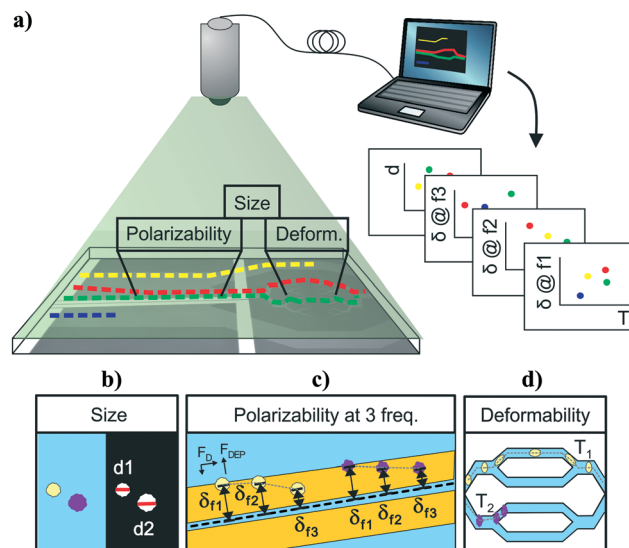 a)
Size
Polarizability
Deform.
d
δ @ f3
δ @ f2
δ @ f1
T
b)
c)
d)
Size
Polarizability at 3 freq.
Deformability
d1
d2
F_D
F_DEP
δ_f1
δ_f2
δ_f3
δ_f1
δ_f2
δ_f3
T_1
T_2